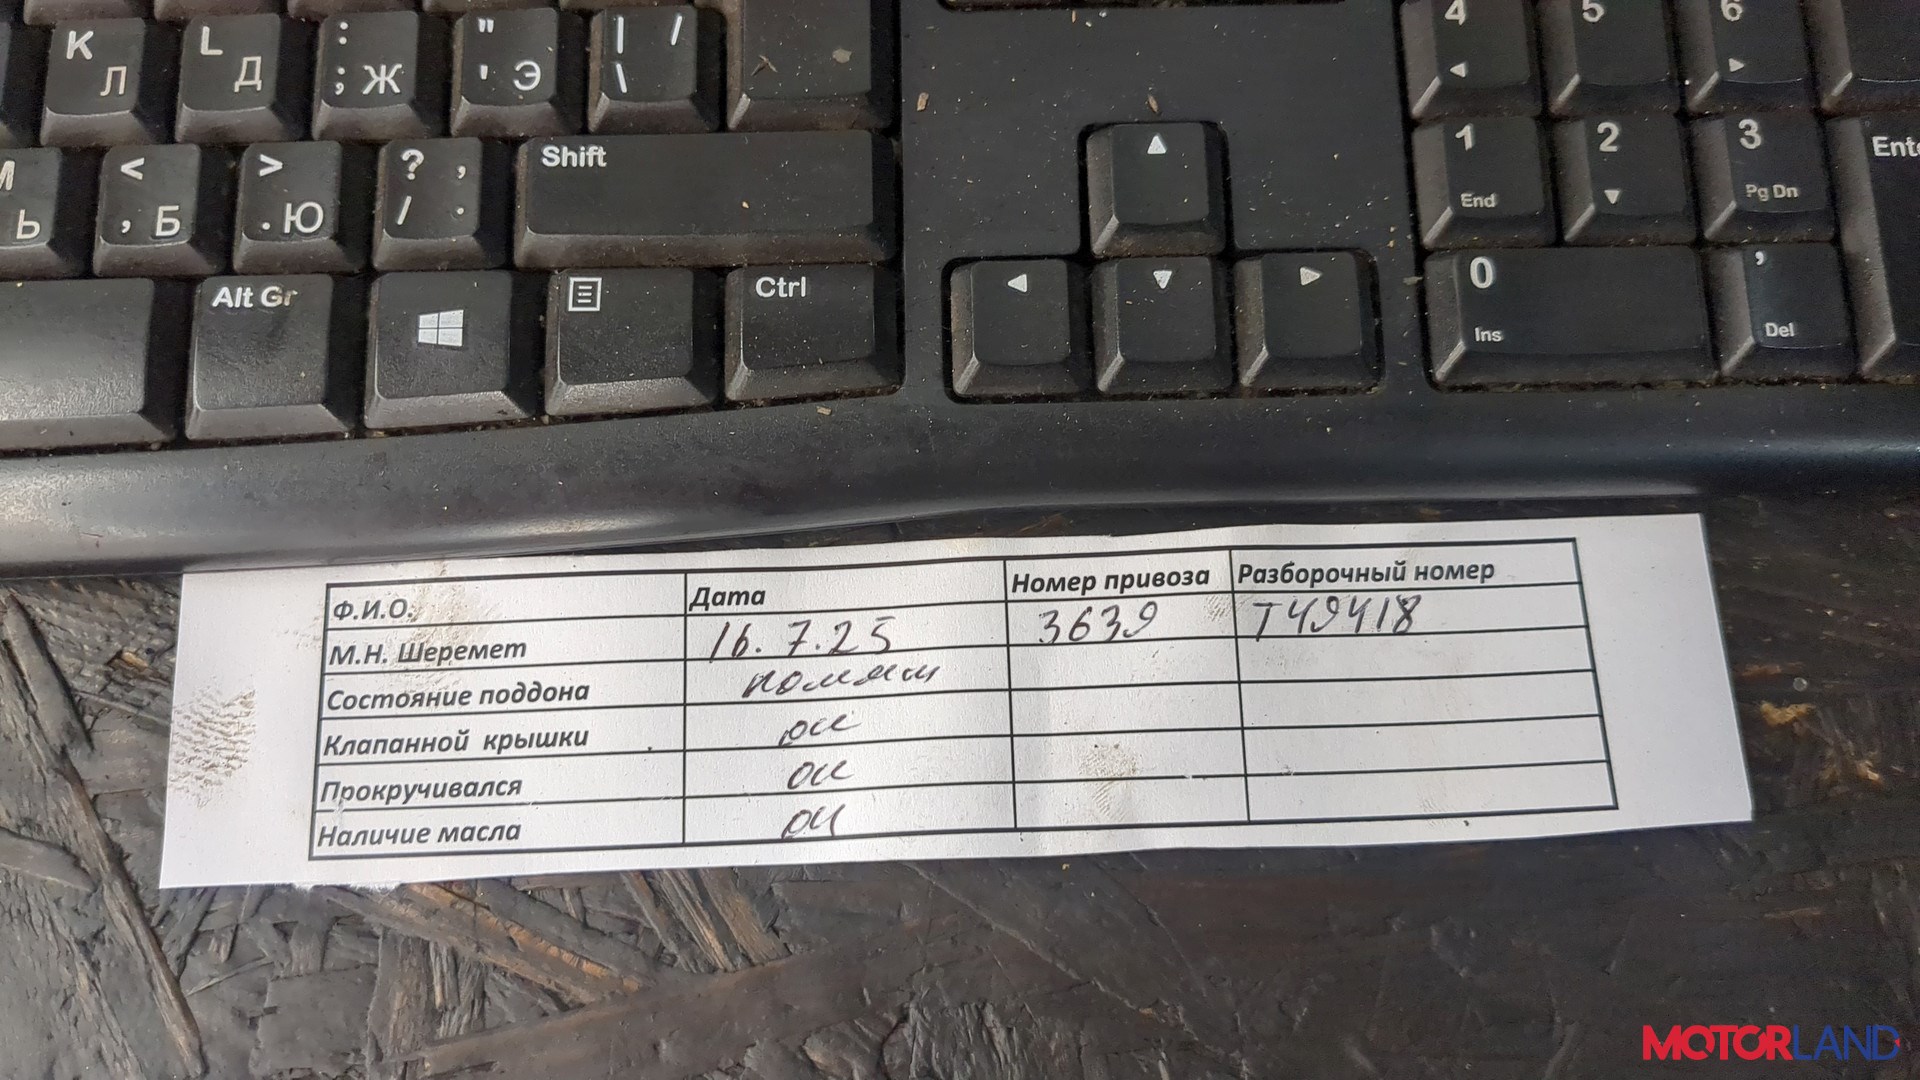 4 5 6
K Л L Д : ; Ж " ' Э | / \
1 End 2 3 Pg Dn
Shift
М Ь < , Б > . Ю ? , / .
0 Ins , Del
Alt Gr Ctrl
Ф.И.О. Дата Номер привоза Разборочный номер
М.Н. Шеремет 16.7.25 3639 T49418
Состояние поддона помят
Клапанной крышки ок
Прокручивался ок
Наличие масла ок
MOTORLAND